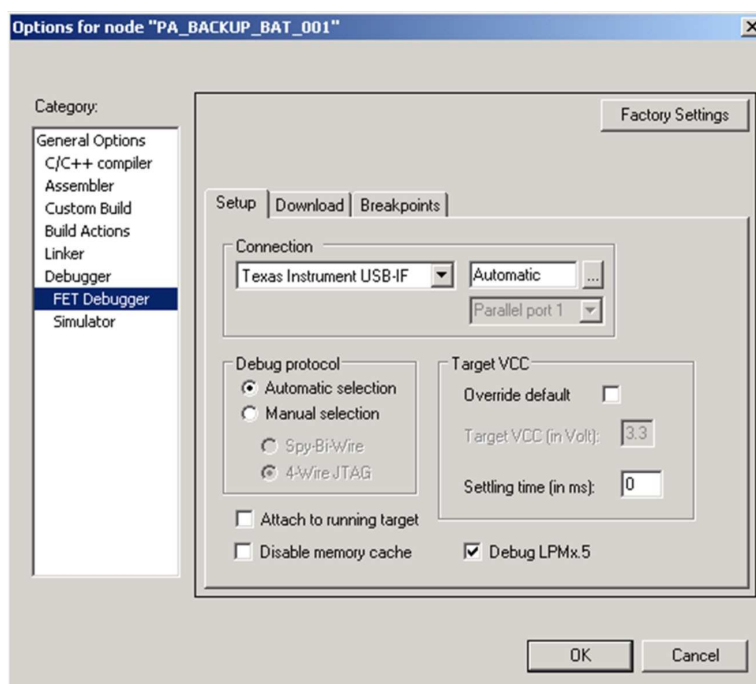 Options for node "PA_BACKUP_BAT_001"
Category:
General Options
C/C++ compiler
Assembler
Custom Build
Build Actions
Linker
Debugger
FET Debugger
Simulator
Factory Settings
Setup Download Breakpoints
Connection
Texas Instrument USB-IF Automatic ...
Parallel port 1
Debug protocol
Automatic selection
Manual selection
Spy-Bi-Wire
4-Wire JTAG
Target VCC
Override default
Target VCC (in Volt): 3.3
Settling time (in ms): 0
Attach to running target
Disable memory cache
Debug LPMx.5
OK Cancel